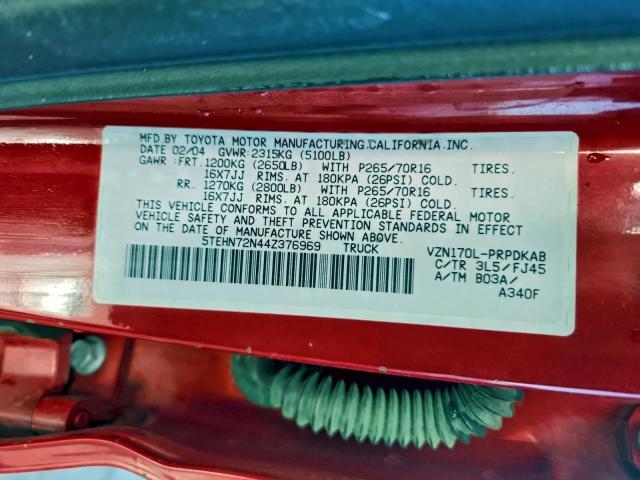 MFD BY TOYOTA MOTOR MANUFACTURING, CALIFORNIA INC.
DATE 02/04 GVWR: 2315KG (5100LB)
GAWR : FRT. 1200KG (2650LB) WITH P265/70R16 TIRES.
16X7JJ RIMS. AT 180KPA (26PSI) COLD.
RR. 1270KG (2800LB) WITH P265/70R16 TIRES.
16X7JJ RIMS. AT 180KPA (26PSI) COLD.
THIS VEHICLE CONFORMS TO ALL APPLICABLE FEDERAL MOTOR
VEHICLE SAFETY AND THEFT PREVENTION STANDARDS IN EFFECT
ON THE DATE OF MANUFACTURE SHOWN ABOVE.
5TEHN72N44Z376969 TRUCK
VZN170L-PRPDKAB
C/TR 3L5/FJ45
A/TM B03A/
A340F